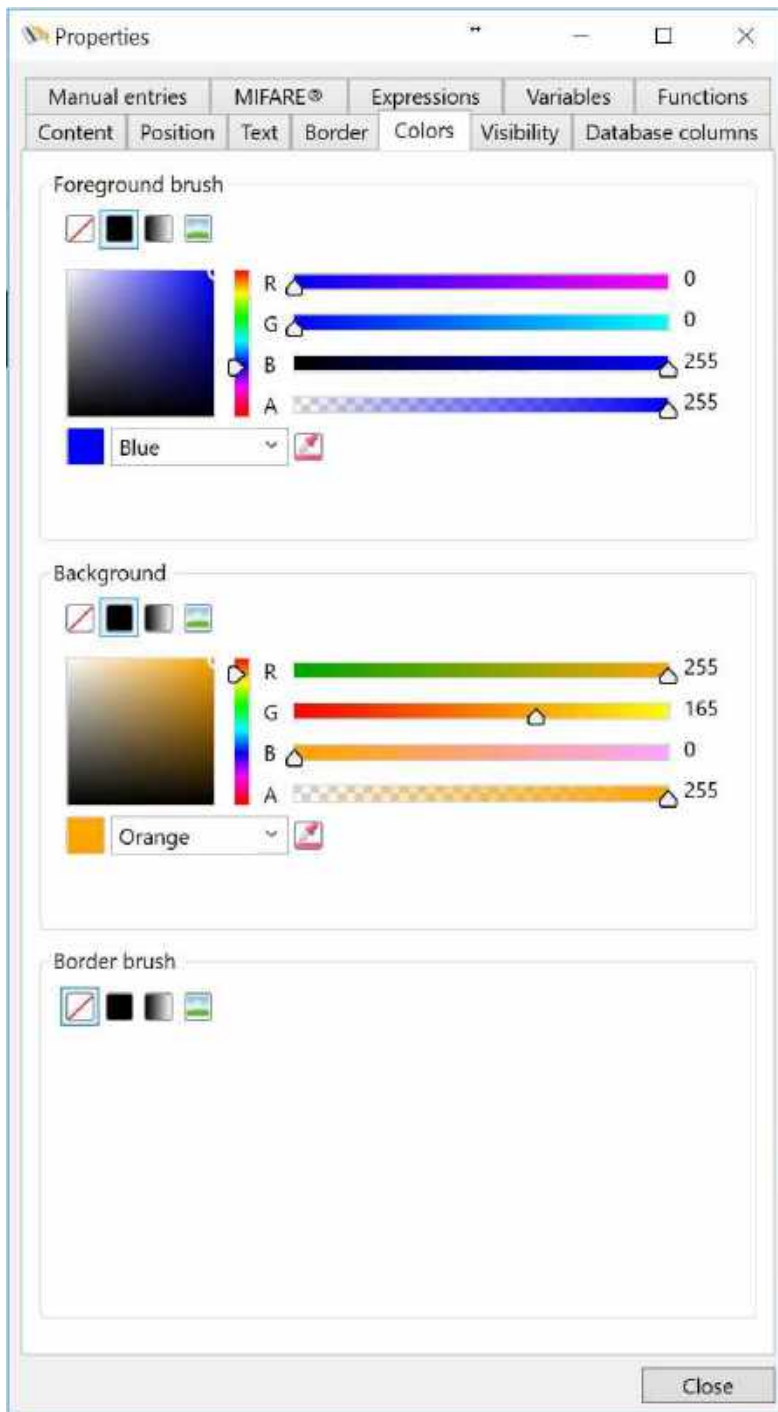 Properties
Manual entries MIFARE® Expressions Variables Functions
Content Position Text Border Colors Visibility Database columns
Foreground brush
R 0
G 0
B 255
A 255
Blue
Background
R 255
G 165
B 0
A 255
Orange
Border brush
Close